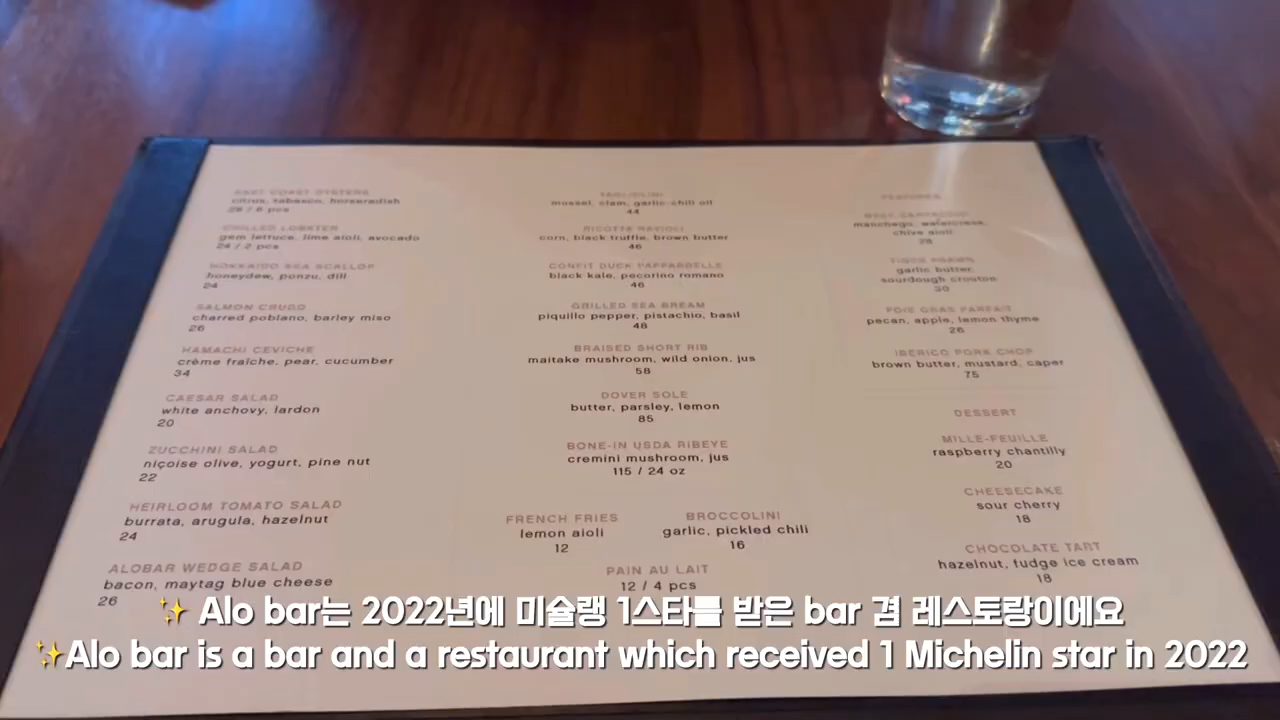 EAST COAST OYSTERS
citrus, tabasco, horseradish
28 / 6 pcs
GRILLED LOBSTER
gem lettuce, lime aioli, avocado
24 / 2 pcs
HOKKAIDO SEA SCALLOP
honeydew, ponzu, dill
24
SALMON CRUDO
charred poblano, barley miso
26
HAMACHI CEVICHE
crème fraîche, pear, cucumber
34
CAESAR SALAD
white anchovy, lardon
20
ZUCCHINI SALAD
niçoise olive, yogurt, pine nut
22
HEIRLOOM TOMATO SALAD
burrata, arugula, hazelnut
24
ALOBAR WEDGE SALAD
bacon, maytag blue cheese
26
TAGLIOLINI
mussel, clam, garlic-chili oil
44
RICOTTA RAVIOLI
corn, black truffle, brown butter
46
CONFIT DUCK PAPPARDELLE
black kale, pecorino romano
46
GRILLED SEA BREAM
piquillo pepper, pistachio, basil
48
BRAISED SHORT RIB
maitake mushroom, wild onion, jus
58
DOVER SOLE
butter, parsley, lemon
85
BONE-IN USDA RIBEYE
cremini mushroom, jus
115 / 24 oz
FRENCH FRIES
lemon aioli
12
BROCCOLINI
garlic, pickled chili
16
PAIN AU LAIT
12 / 4 pcs
FEATURES
BEEF CARPACCIO
manchego, watercress,
chive aioli
28
TIGER PRAWN
garlic butter,
sourdough crouton
30
FOIE GRAS PARFAIT
pecan, apple, lemon thyme
26
IBERICO PORK CHOP
brown butter, mustard, caper
75
DESSERT
MILLE-FEUILLE
raspberry chantilly
20
CHEESECAKE
sour cherry
18
CHOCOLATE TART
hazelnut, fudge ice cream
18
✨ Alo bar는 2022년에 미슐랭 1스타를 받은 bar 겸 레스토랑이에요
✨Alo bar is a bar and a restaurant which received 1 Michelin star in 2022